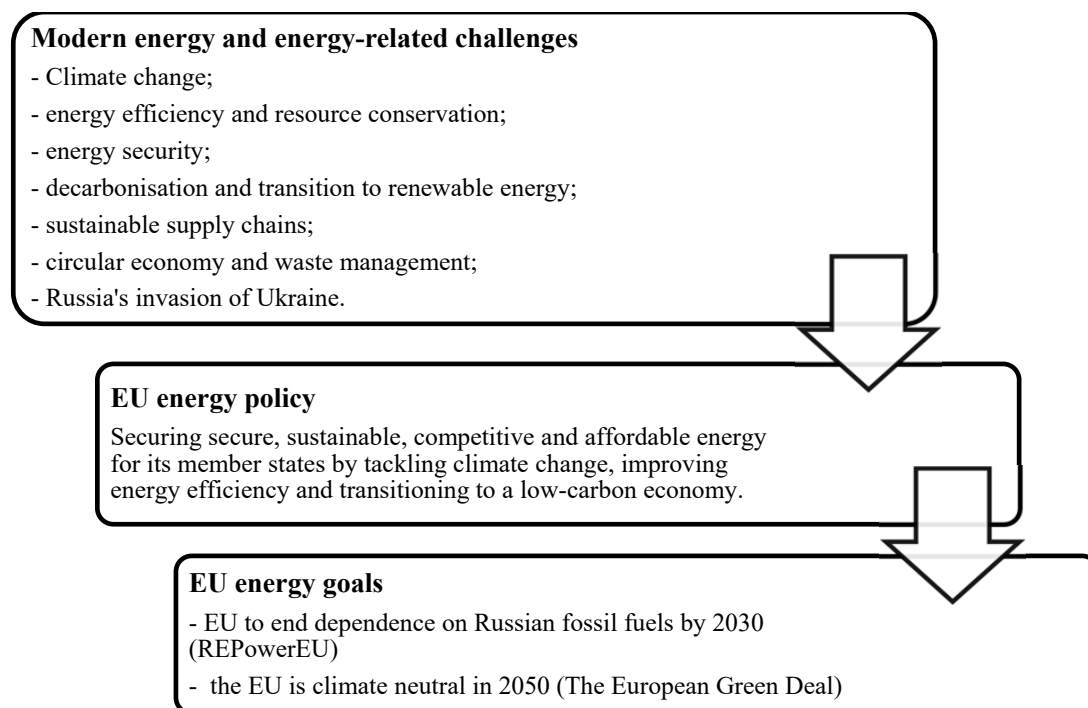 Modern energy and energy-related challenges
- Climate change;
- energy efficiency and resource conservation;
- energy security;
- decarbonisation and transition to renewable energy;
- sustainable supply chains;
- circular economy and waste management;
- Russia's invasion of Ukraine.
EU energy policy
Securing secure, sustainable, competitive and affordable energy
for its member states by tackling climate change, improving
energy efficiency and transitioning to a low-carbon economy.
EU energy goals
- EU to end dependence on Russian fossil fuels by 2030
(REPowerEU)
- the EU is climate neutral in 2050 (The European Green Deal)